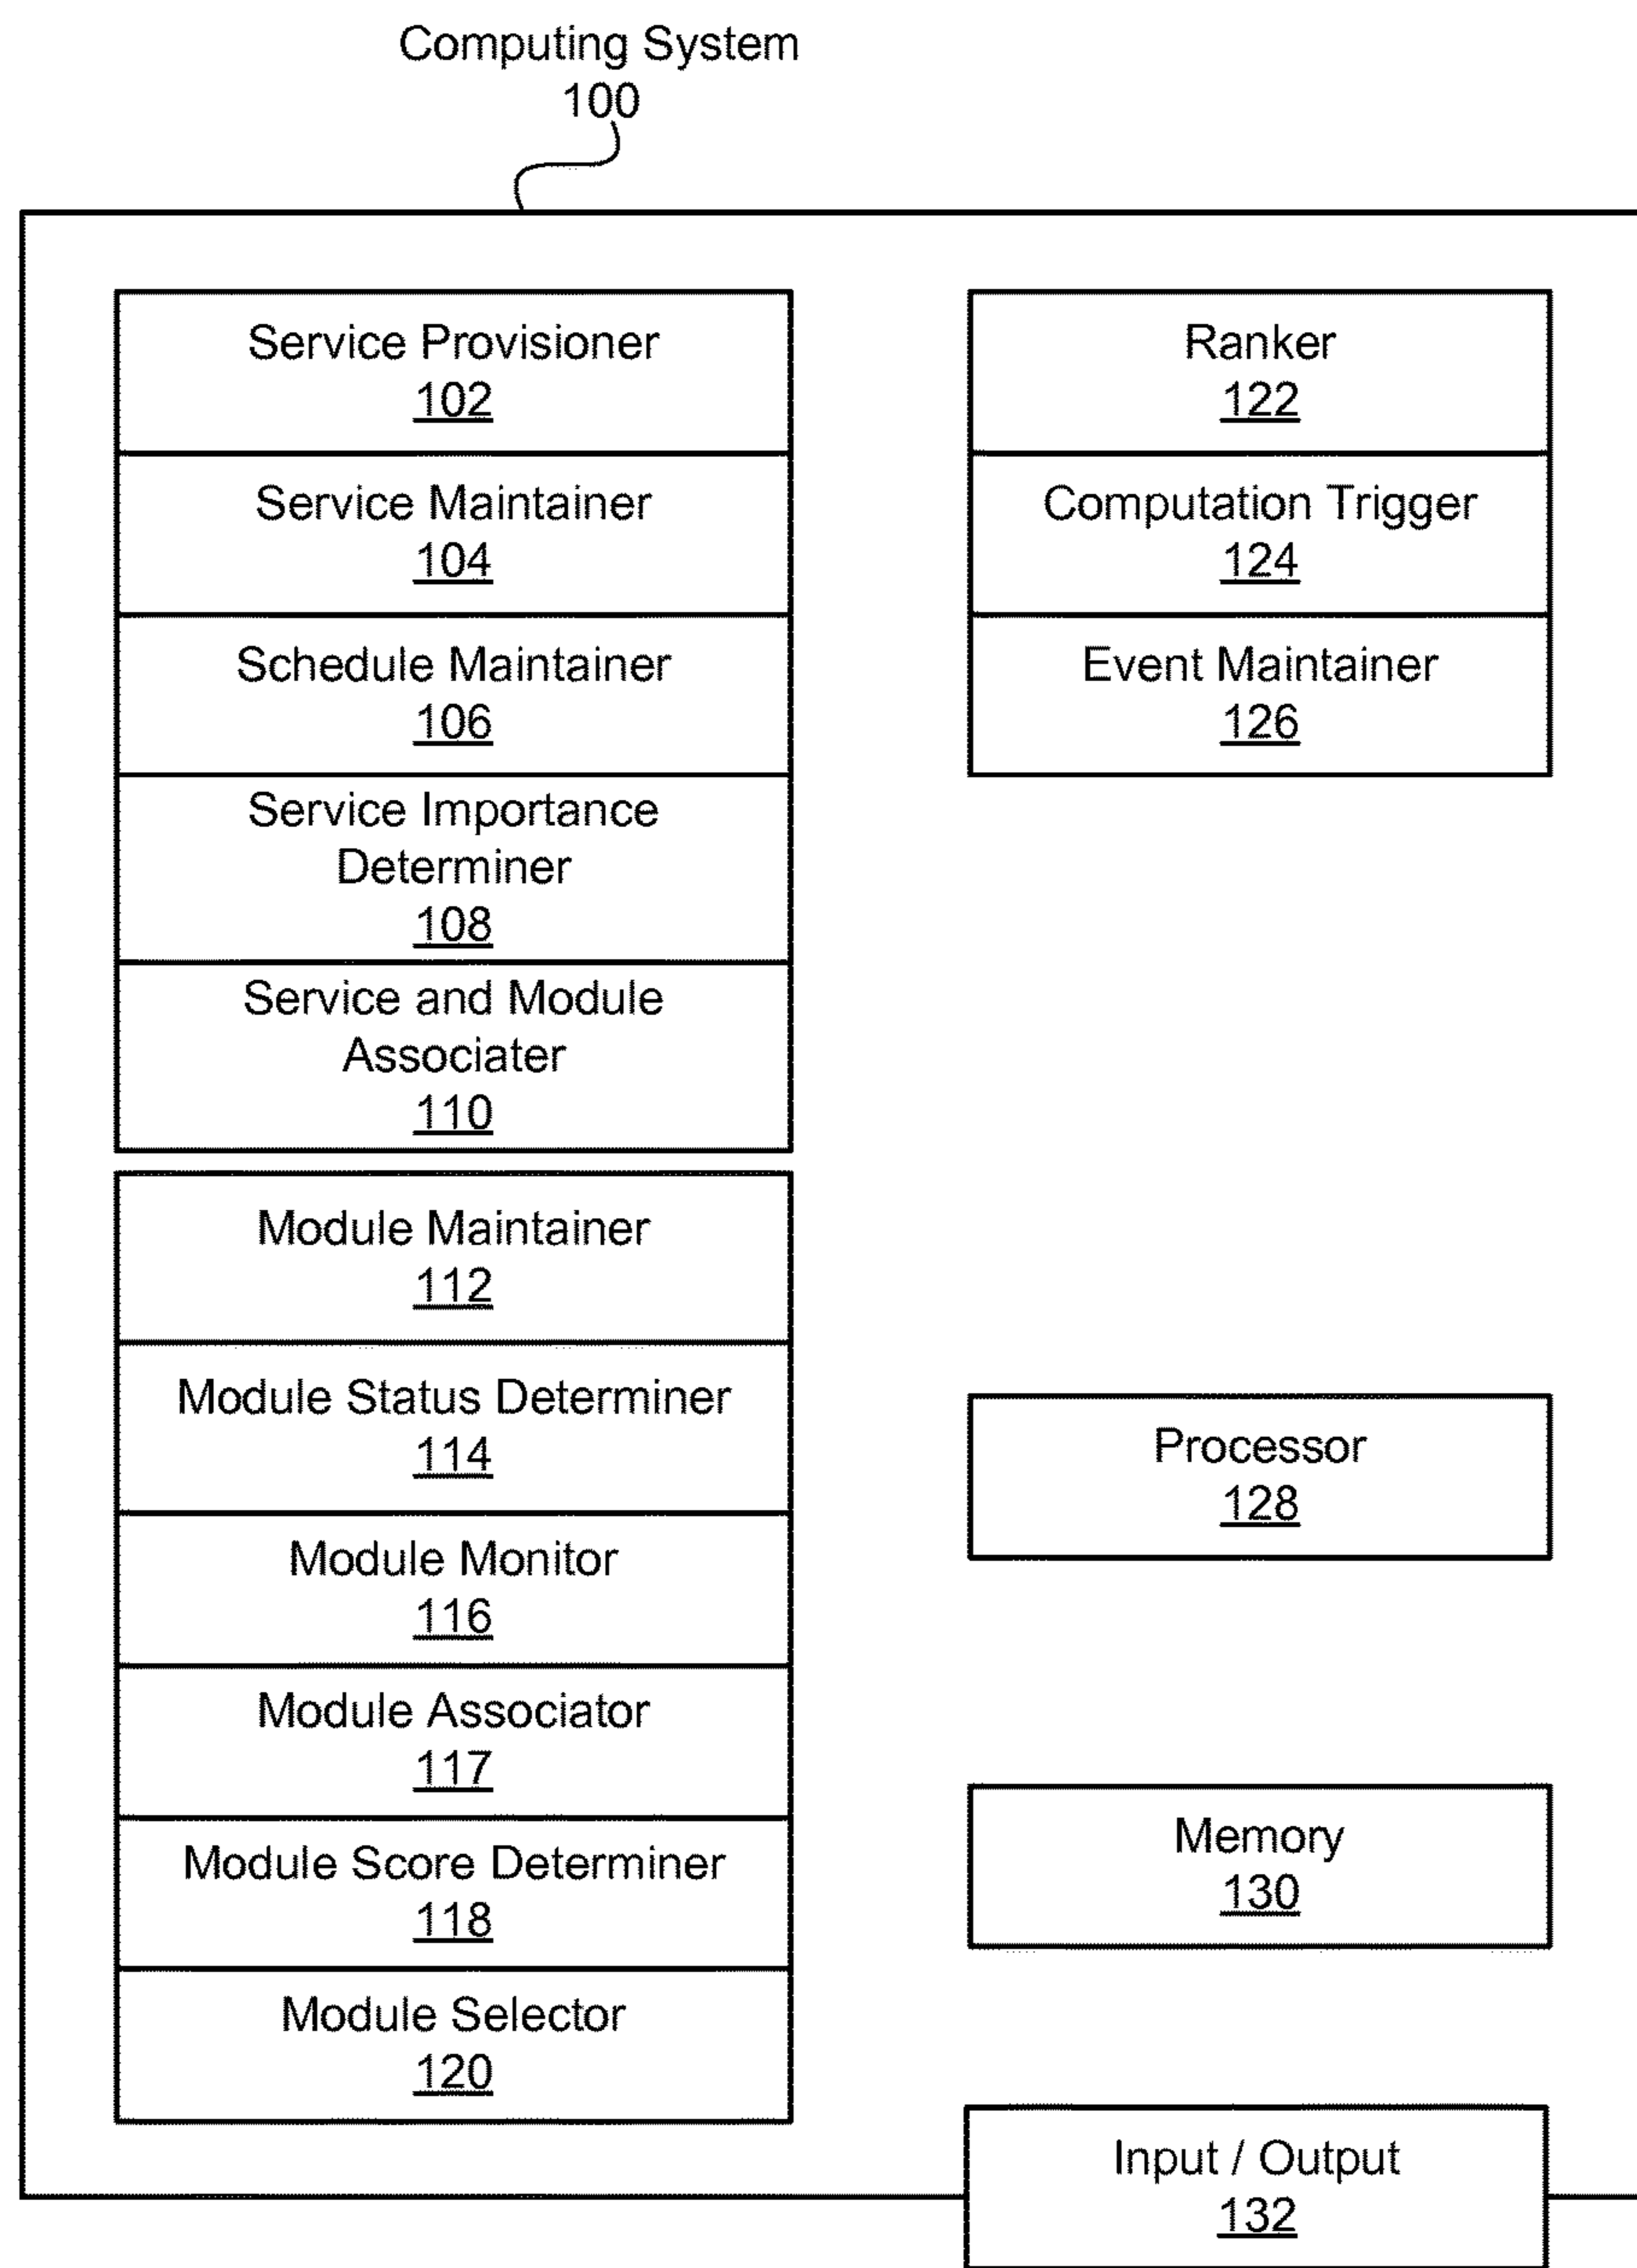 Computing System
100
Service Provisioner
102
Service Maintainer
104
Schedule Maintainer
106
Service Importance
Determiner
108
Service and Module
Associater
110
Module Maintainer
112
Module Status Determiner
114
Module Monitor
116
Module Associator
117
Module Score Determiner
118
Module Selector
120
Ranker
122
Computation Trigger
124
Event Maintainer
126
Processor
128
Memory
130
Input / Output
132